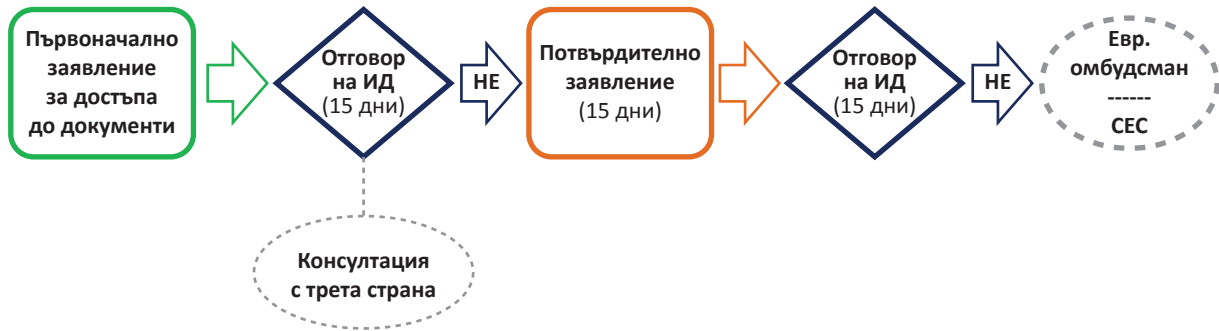 Първоначално
заявление
за достъпа
до документи
Отговор
на ИД
(15 дни)
НЕ
Потвърдително
заявление
(15 дни)
Отговор
на ИД
(15 дни)
НЕ
Евр.
омбудсман
------
СЕС
Консултация
с трета страна